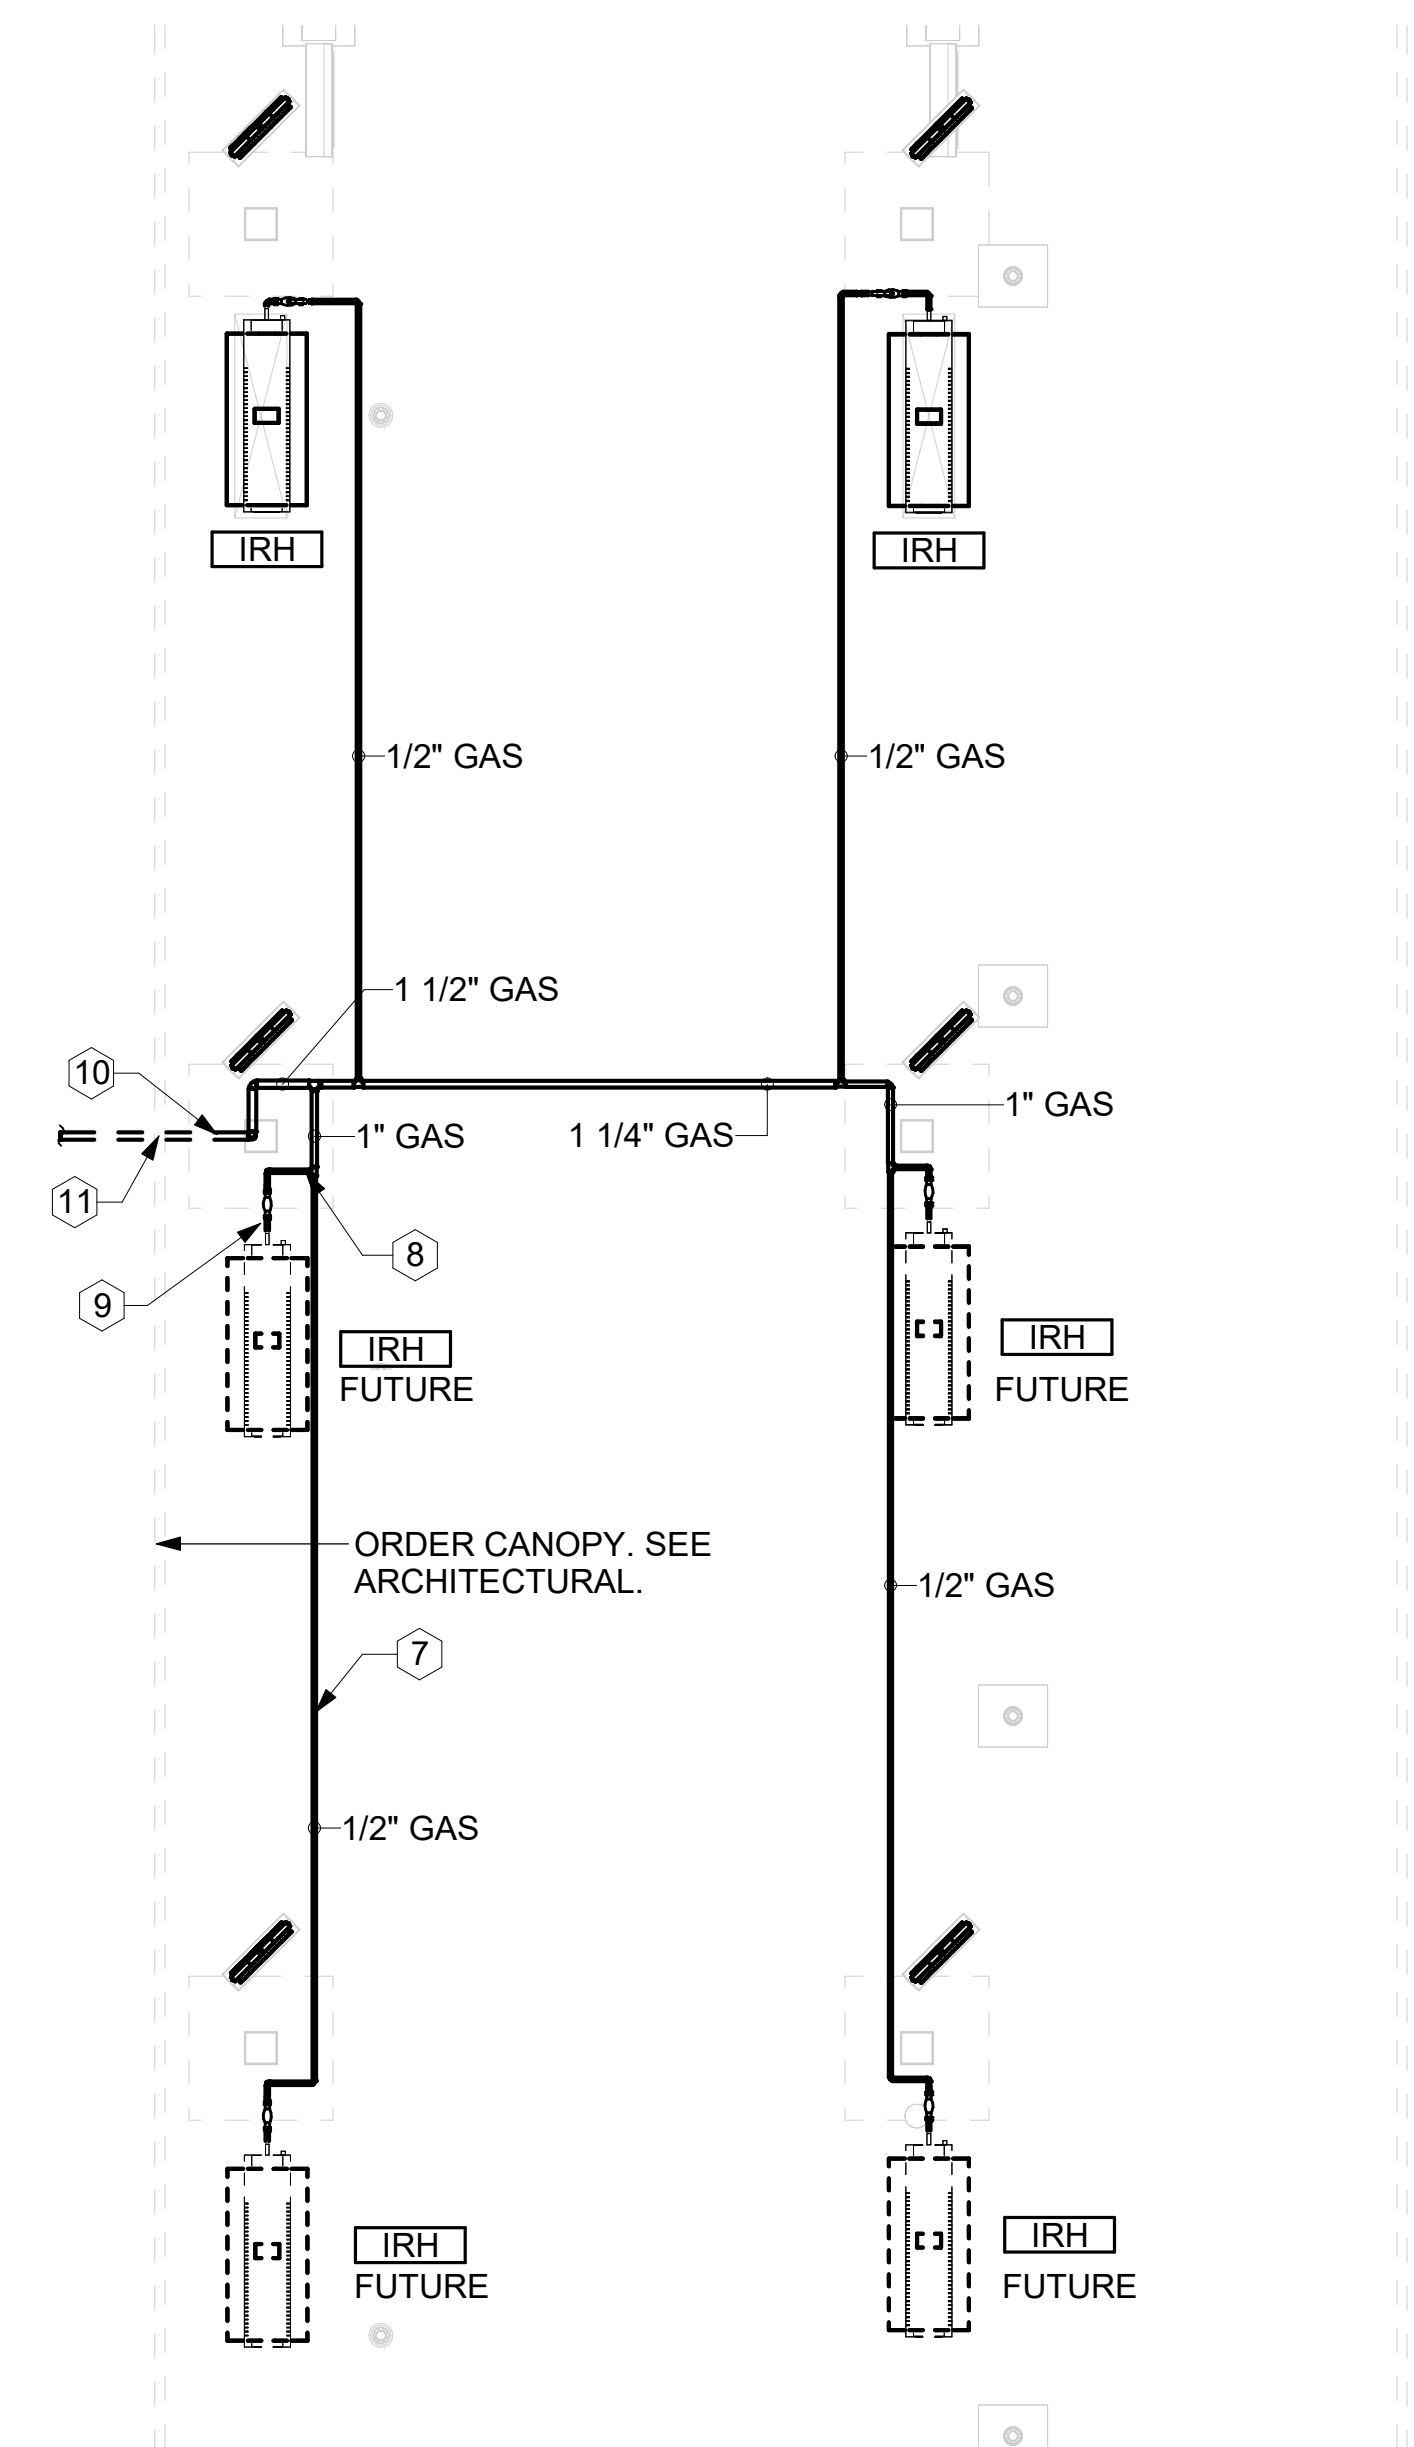 IRH
IRH
1/2" GAS
1/2" GAS
1 1/2" GAS
10
1" GAS
1" GAS
1 1/4" GAS
11
8
9
IRH
FUTURE
IRH
FUTURE
ORDER CANOPY. SEE
ARCHITECTURAL.
1/2" GAS
7
1/2" GAS
IRH
FUTURE
IRH
FUTURE